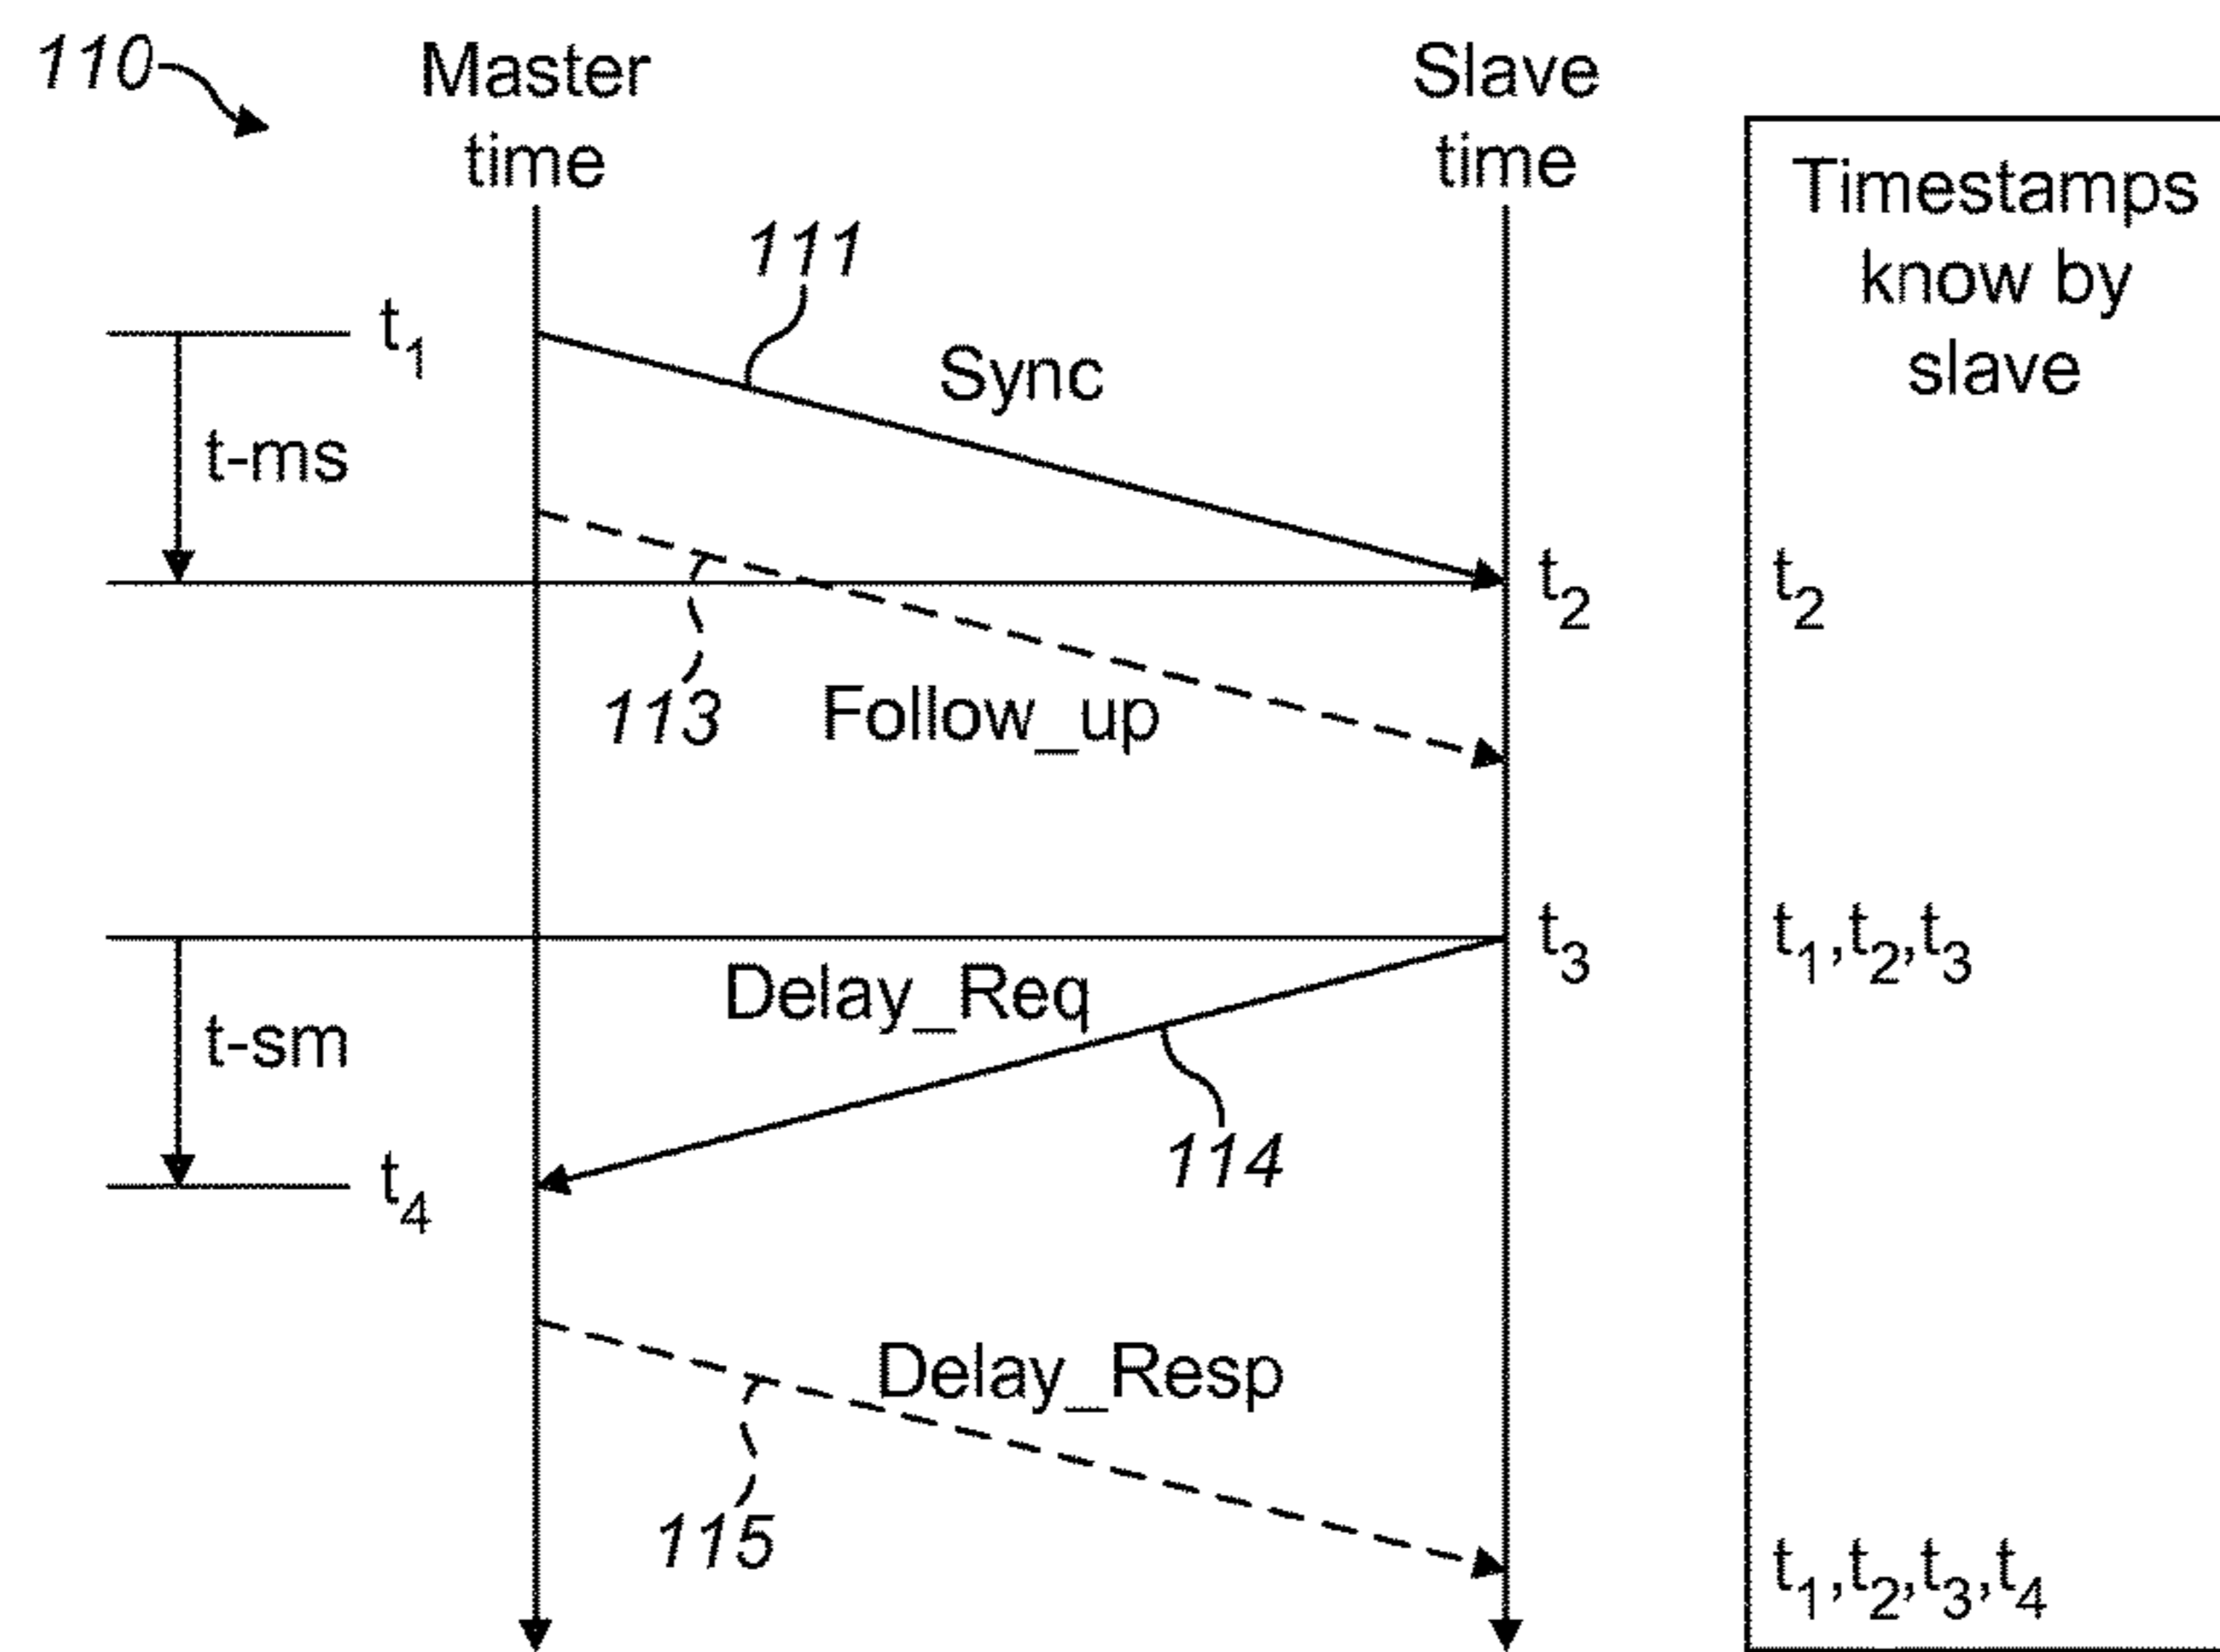 110
Master
time
Slave
time
Timestamps
know by
slave
111
t₁
Sync
t-ms
t₂
t₂
113
Follow_up
t₃
t₁,t₂,t₃
Delay_Req
t-sm
114
t₄
Delay_Resp
115
t₁,t₂,t₃,t₄